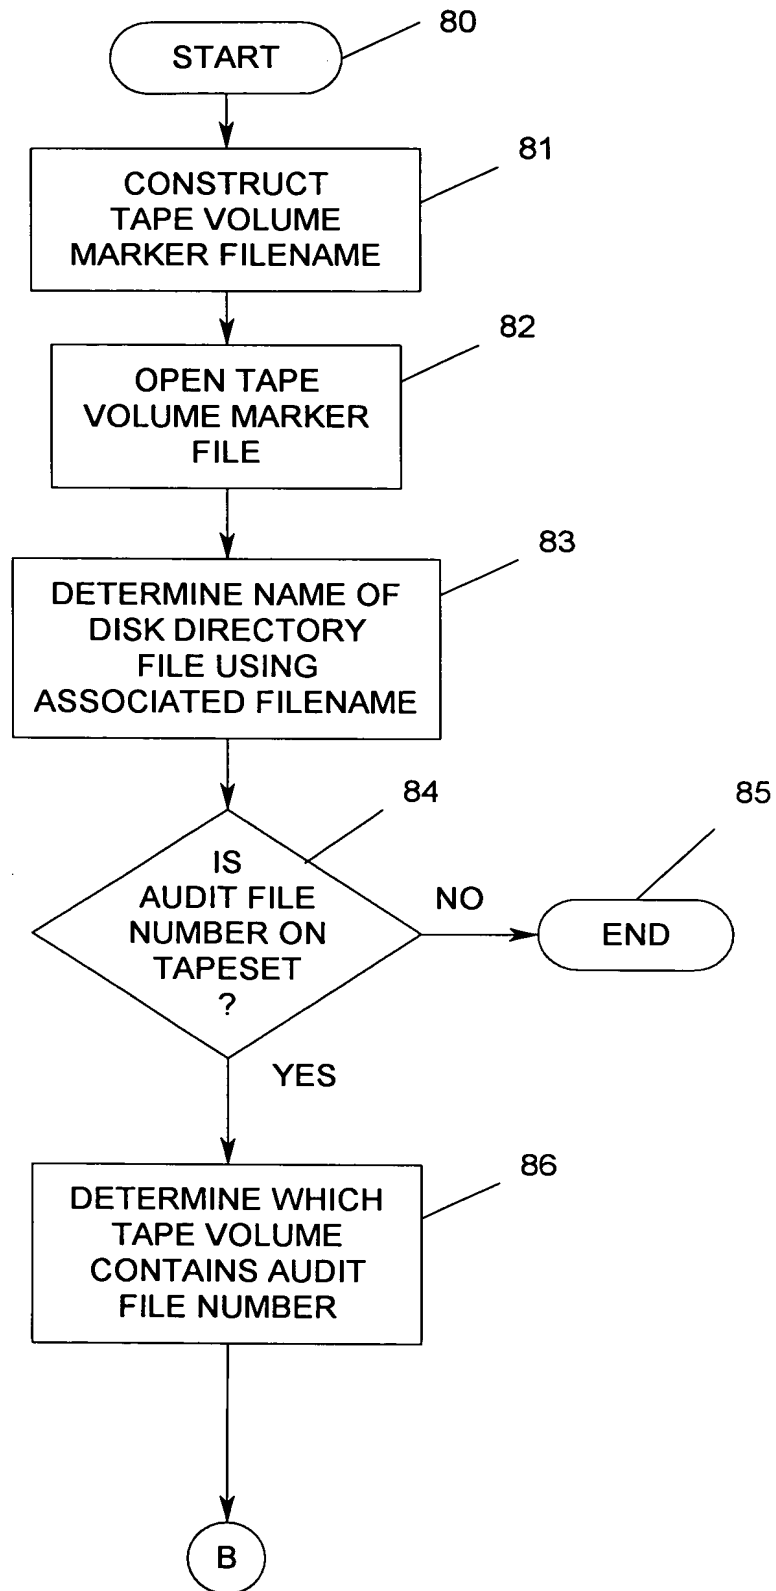 START
80
81
CONSTRUCT
TAPE VOLUME
MARKER FILENAME
82
OPEN TAPE
VOLUME MARKER
FILE
83
DETERMINE NAME OF
DISK DIRECTORY
FILE USING
ASSOCIATED FILENAME
84
IS
AUDIT FILE
NUMBER ON
TAPESET
?
NO
85
END
YES
86
DETERMINE WHICH
TAPE VOLUME
CONTAINS AUDIT
FILE NUMBER
B